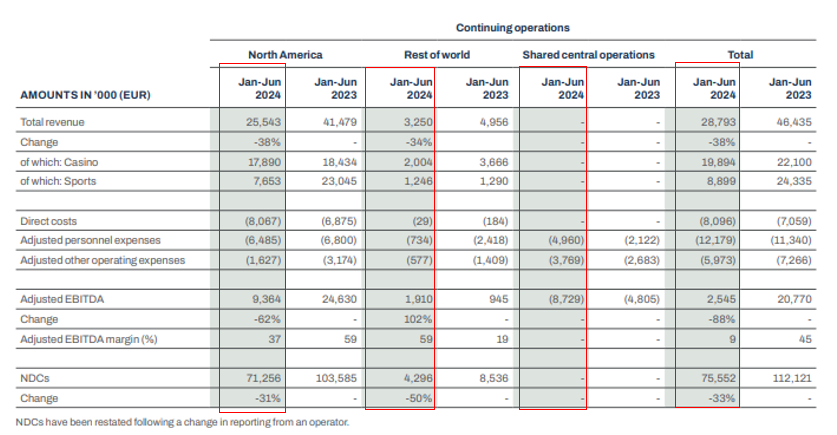 Continuing operations
North America Rest of world Shared central operations Total
Jan-Jun Jan-Jun Jan-Jun Jan-Jun Jan-Jun Jan-Jun Jan-Jun Jan-Jun
AMOUNTS IN '000 (EUR) 2024 2023 2024 2023 2024 2023 2024 2023
Total revenue 25,543 41,479 3,250 4,956 - - 28,793 46,435
Change -38% - -34% - - - -38% -
of which: Casino 17,890 18,434 2,004 3,666 - - 19,894 22,100
of which: Sports 7,653 23,045 1,246 1,290 - - 8,899 24,335
Direct costs (8,067) (6,875) (29) (184) - - (8,096) (7,059)
Adjusted personnel expenses (6,485) (6,800) (734) (2,418) (4,960) (2,122) (12,179) (11,340)
Adjusted other operating expenses (1,627) (3,174) (577) (1,409) (3,769) (2,683) (5,973) (7,266)
Adjusted EBITDA 9,364 24,630 1,910 945 (8,729) (4,805) 2,545 20,770
Change -62% - 102% - - - -88% -
Adjusted EBITDA margin (%) 37 59 59 19 - - 9 45
NDCs 71,256 103,585 4,296 8,536 - - 75,552 112,121
Change -31% - -50% - - - -33% -
NDCs have been restated following a change in reporting from an operator.